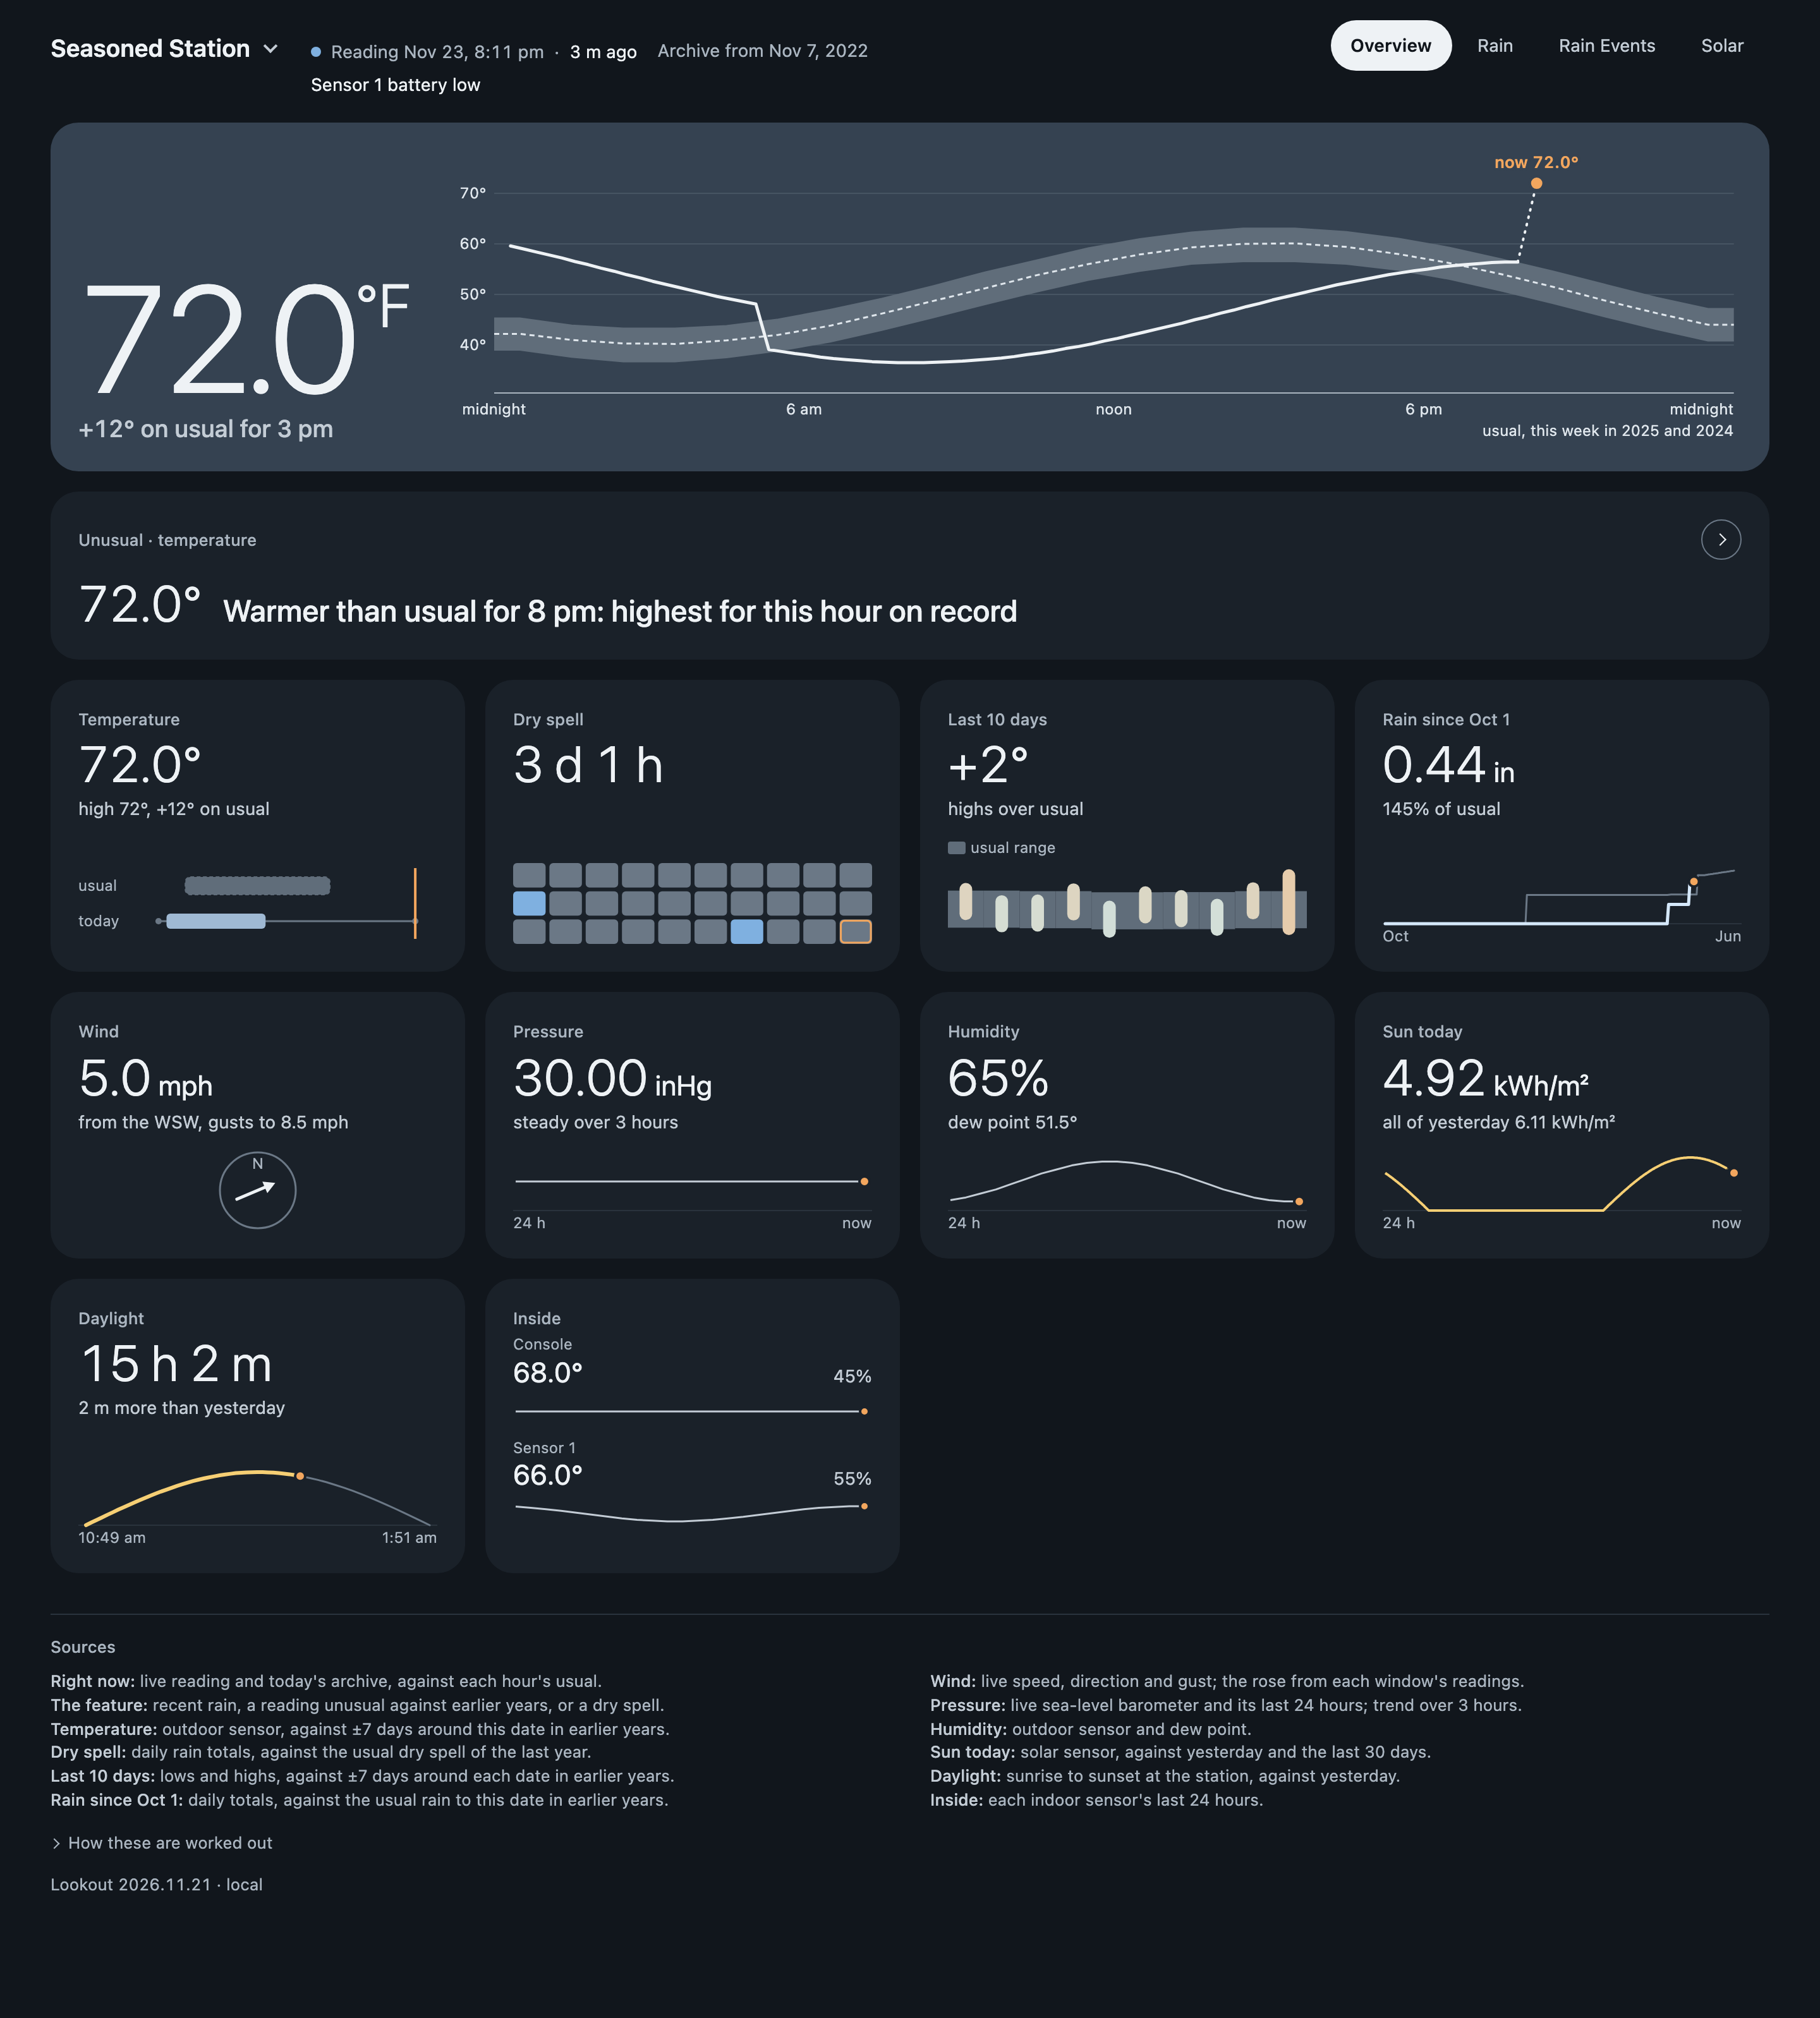 Seasoned Station
Reading Nov 23, 8:11 pm · 3 m ago Archive from Nov 7, 2022
Sensor 1 battery low
Overview Rain Rain Events Solar
now 72.0°
70°
60°
50°
40°
72.0°F
+12° on usual for 3 pm
midnight 6 am noon 6 pm midnight
usual, this week in 2025 and 2024
Unusual · temperature
72.0° Warmer than usual for 8 pm: highest for this hour on record
Temperature
72.0°
high 72°, +12° on usual
usual
today
Dry spell
3 d 1 h
Last 10 days
+2°
highs over usual
usual range
Rain since Oct 1
0.44 in
145% of usual
Oct Jun
Wind
5.0 mph
from the WSW, gusts to 8.5 mph
N
Pressure
30.00 inHg
steady over 3 hours
24 h now
Humidity
65%
dew point 51.5°
24 h now
Sun today
4.92 kWh/m²
all of yesterday 6.11 kWh/m²
24 h now
Daylight
15 h 2 m
2 m more than yesterday
10:49 am 1:51 am
Inside
Console
68.0° 45%
Sensor 1
66.0° 55%
Sources
Right now: live reading and today's archive, against each hour's usual.
The feature: recent rain, a reading unusual against earlier years, or a dry spell.
Temperature: outdoor sensor, against ±7 days around this date in earlier years.
Dry spell: daily rain totals, against the usual dry spell of the last year.
Last 10 days: lows and highs, against ±7 days around each date in earlier years.
Rain since Oct 1: daily totals, against the usual rain to this date in earlier years.
Wind: live speed, direction and gust; the rose from each window's readings.
Pressure: live sea-level barometer and its last 24 hours; trend over 3 hours.
Humidity: outdoor sensor and dew point.
Sun today: solar sensor, against yesterday and the last 30 days.
Daylight: sunrise to sunset at the station, against yesterday.
Inside: each indoor sensor's last 24 hours.
How these are worked out
Lookout 2026.11.21 · local